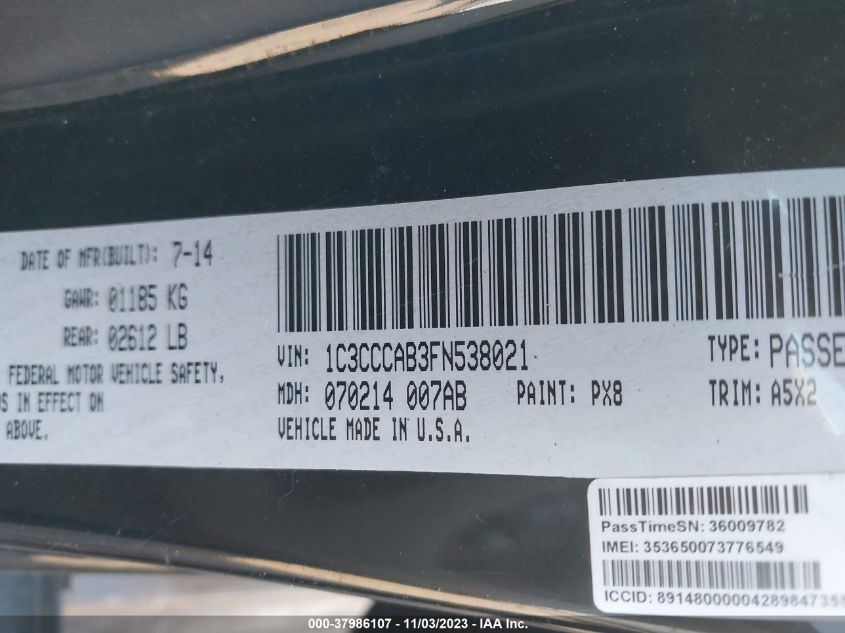 DATE OF MFR(BUILT): 7-14
GAWR: 01185 KG
REAR: 02612 LB
FEDERAL MOTOR VEHICLE SAFETY,
IN EFFECT ON
ABOVE.
VIN: 1C3CCCAB3FN538021
TYPE:
MDH: 070214 007AB
PAINT: PX8
TRIM: A5X2
VEHICLE MADE IN U.S.A.
PassTimeSN: 36009782
IMEI: 353650073776549
ICCID:
000-37986107 - 11/03/2023 - IAA Inc.